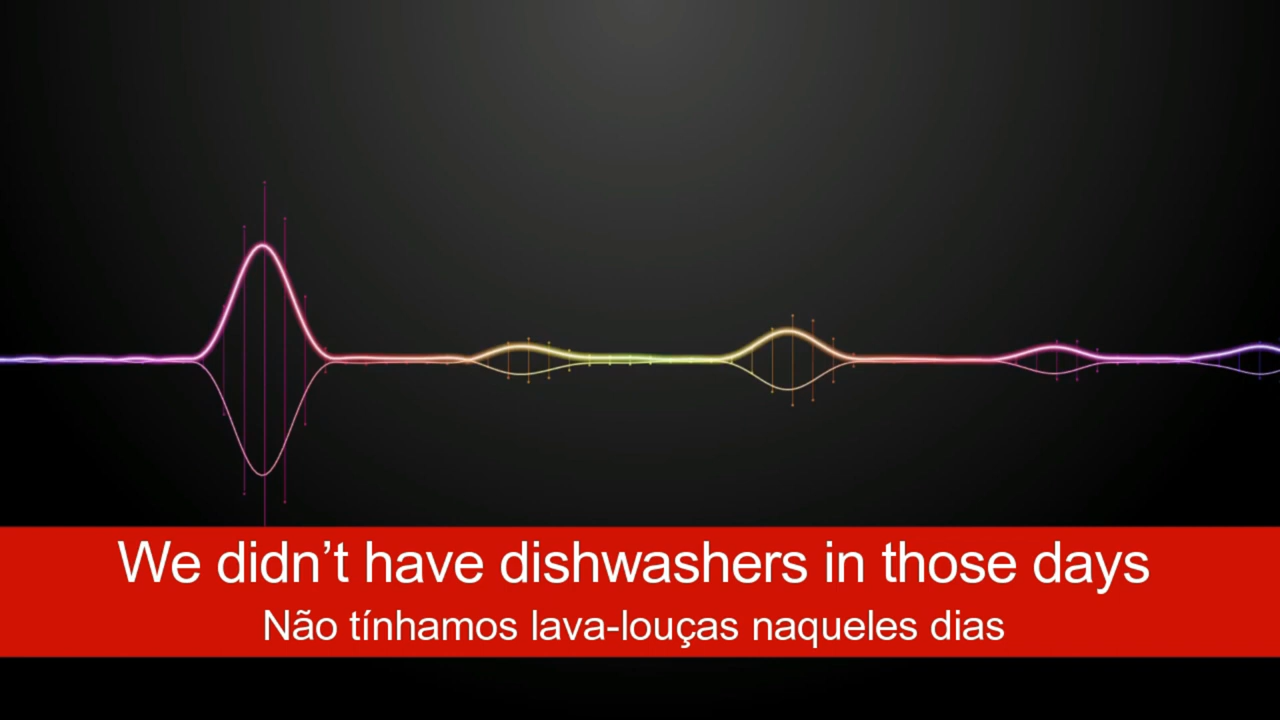 We didn’t have dishwashers in those days
Não tínhamos lava-louças naqueles dias